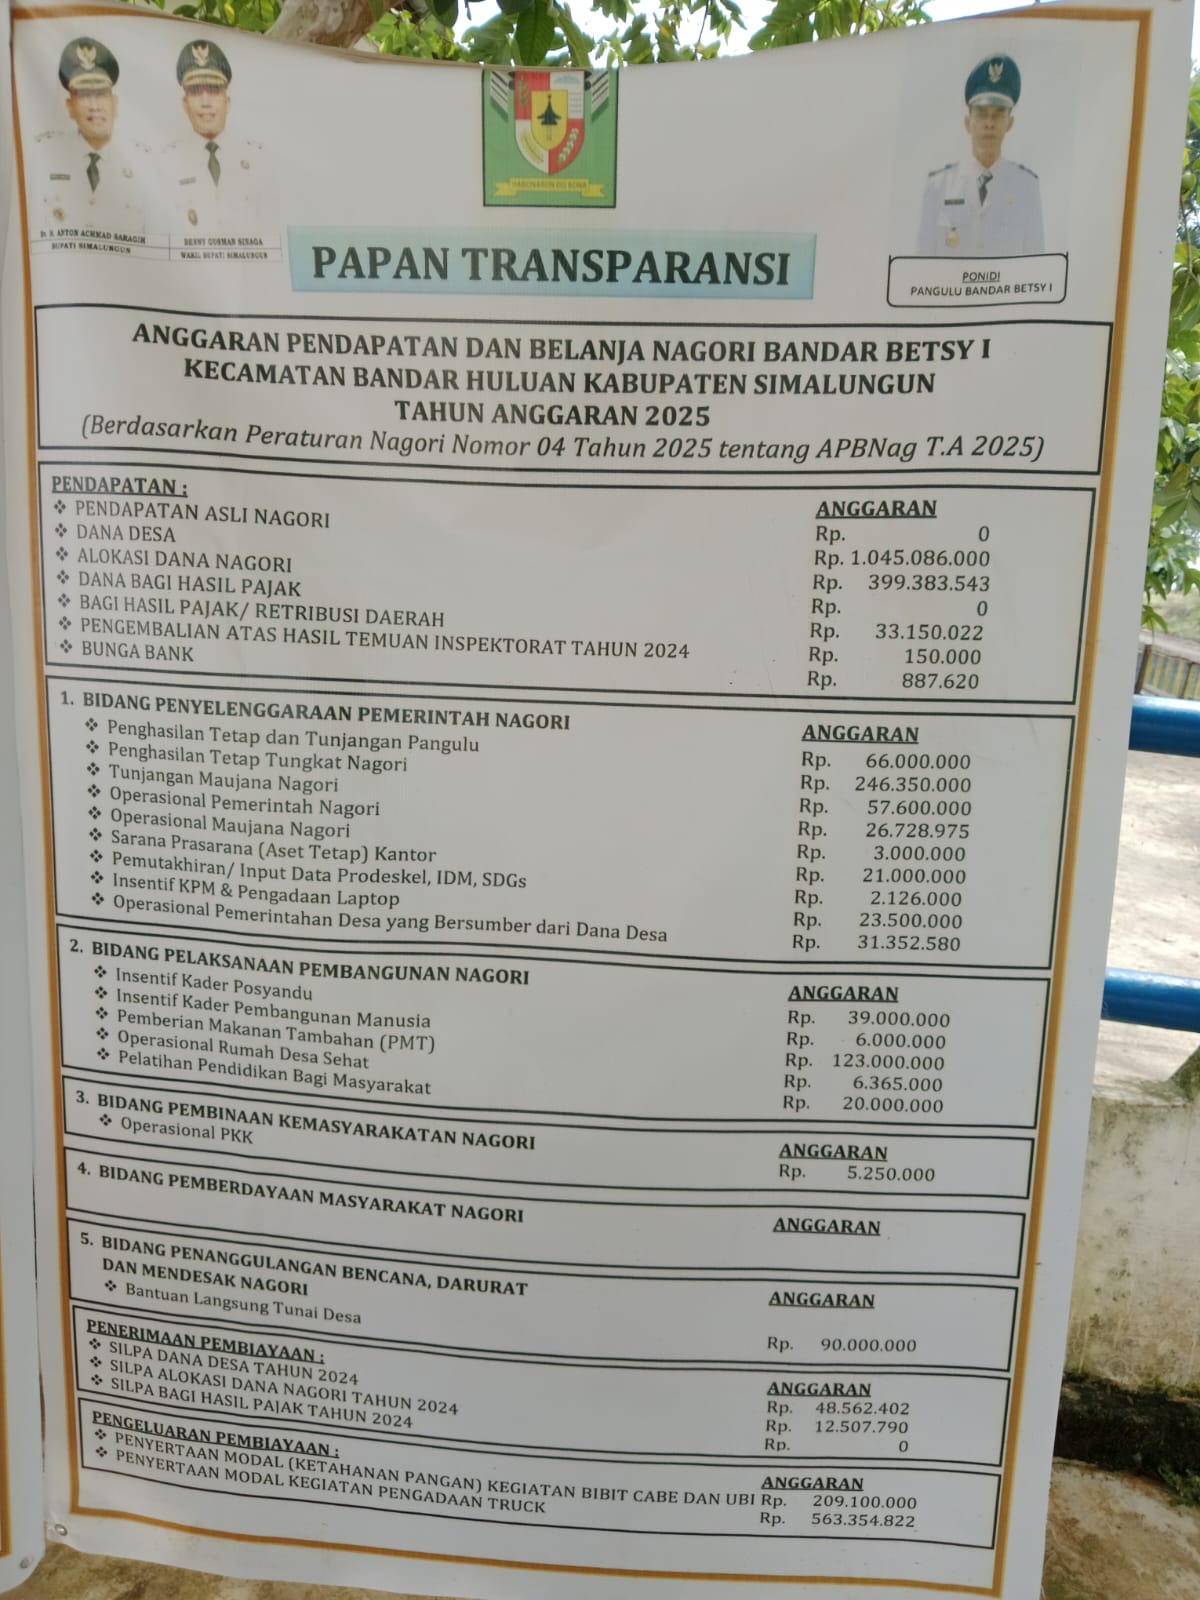 Dr. H. ANTON ACHMAD SARAGIH
BUPATI SIMALUNGUN
BENNY GUSMAN SINAGA
WAKIL BUPATI SIMALUNGUN
HABONARON DO BONA
PAPAN TRANSPARANSI
PONIDI
PANGULU BANDAR BETSY I
ANGGARAN PENDAPATAN DAN BELANJA NAGORI BANDAR BETSY I
KECAMATAN BANDAR HULUAN KABUPATEN SIMALUNGUN
TAHUN ANGGARAN 2025
(Berdasarkan Peraturan Nagori Nomor 04 Tahun 2025 tentang APBNag T.A 2025)
PENDAPATAN : ANGGARAN
❖ PENDAPATAN ASLI NAGORI Rp. 0
❖ DANA DESA Rp. 1.045.086.000
❖ ALOKASI DANA NAGORI Rp. 399.383.543
❖ DANA BAGI HASIL PAJAK Rp. 0
❖ BAGI HASIL PAJAK/ RETRIBUSI DAERAH Rp. 33.150.022
❖ PENGEMBALIAN ATAS HASIL TEMUAN INSPEKTORAT TAHUN 2024 Rp. 150.000
❖ BUNGA BANK Rp. 887.620
1. BIDANG PENYELENGGARAAN PEMERINTAH NAGORI ANGGARAN
❖ Penghasilan Tetap dan Tunjangan Pangulu Rp. 66.000.000
❖ Penghasilan Tetap Tungkat Nagori Rp. 246.350.000
❖ Tunjangan Maujana Nagori Rp. 57.600.000
❖ Operasional Pemerintah Nagori Rp. 26.728.975
❖ Operasional Maujana Nagori Rp. 3.000.000
❖ Sarana Prasarana (Aset Tetap) Kantor Rp. 21.000.000
❖ Pemutakhiran/ Input Data Prodeskel, IDM, SDGs Rp. 2.126.000
❖ Insentif KPM & Pengadaan Laptop Rp. 23.500.000
❖ Operasional Pemerintahan Desa yang Bersumber dari Dana Desa Rp. 31.352.580
2. BIDANG PELAKSANAAN PEMBANGUNAN NAGORI ANGGARAN
❖ Insentif Kader Posyandu Rp. 39.000.000
❖ Insentif Kader Pembangunan Manusia Rp. 6.000.000
❖ Pemberian Makanan Tambahan (PMT) Rp. 123.000.000
❖ Operasional Rumah Desa Sehat Rp. 6.365.000
❖ Pelatihan Pendidikan Bagi Masyarakat Rp. 20.000.000
3. BIDANG PEMBINAAN KEMASYARAKATAN NAGORI ANGGARAN
❖ Operasional PKK Rp. 5.250.000
4. BIDANG PEMBERDAYAAN MASYARAKAT NAGORI ANGGARAN
5. BIDANG PENANGGULANGAN BENCANA, DARURAT ANGGARAN
DAN MENDESAK NAGORI
❖ Bantuan Langsung Tunai Desa Rp. 90.000.000
PENERIMAAN PEMBIAYAAN : ANGGARAN
❖ SILPA DANA DESA TAHUN 2024 Rp. 48.562.402
❖ SILPA ALOKASI DANA NAGORI TAHUN 2024 Rp. 12.507.790
❖ SILPA BAGI HASIL PAJAK TAHUN 2024 Rp. 0
PENGELUARAN PEMBIAYAAN : ANGGARAN
❖ PENYERTAAN MODAL (KETAHANAN PANGAN) KEGIATAN BIBIT CABE DAN UBI Rp. 209.100.000
❖ PENYERTAAN MODAL KEGIATAN PENGADAAN TRUCK Rp. 563.354.822